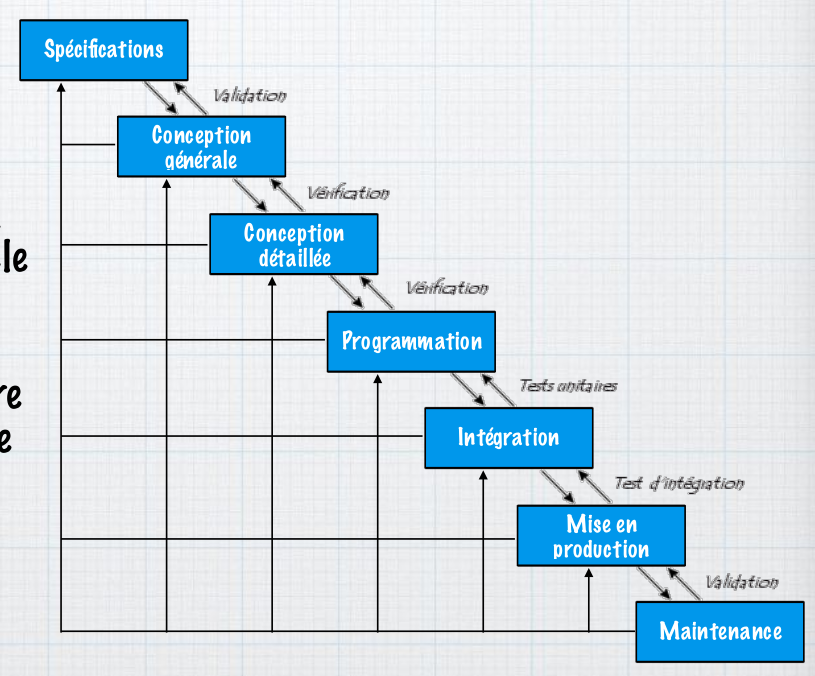 Spécifications
Validation
Conception
générale
Vérification
Conception
détaillée
le
Vérification
Programmation
Tests unitaires
re
Intégration
e
Test d'intégration
Mise en
production
Validation
Maintenance